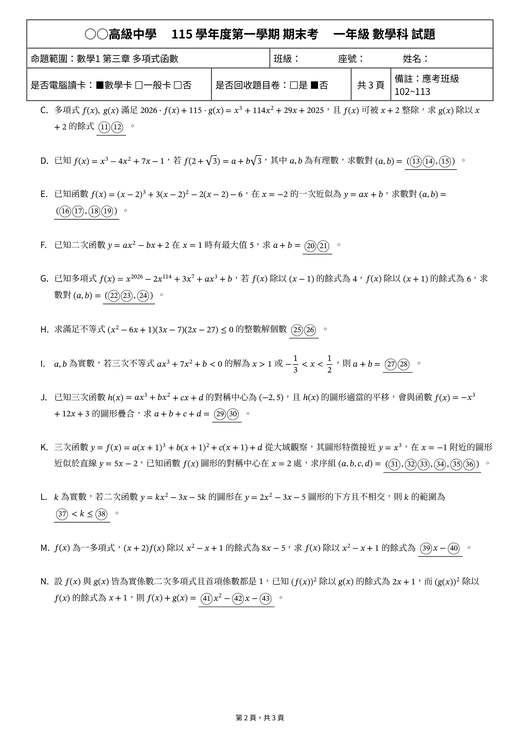 ○○高級中學 115 學年度第一學期 期末考 一年級 數學科 試題
命題範圍：數學1 第三章 多項式函數 班級： 座號： 姓名：
是否電腦讀卡：■數學卡 □一般卡 □否 是否回收題目卷：□是 ■否 共 3 頁 備註：應考班級 102~113
C. 多項式 f(x), g(x) 滿足 2026 · f(x) + 115 · g(x) = x³ + 114x² + 29x + 2025，且 f(x) 可被 x + 2 整除，求 g(x) 除以 x
+ 2 的餘式 ⑪⑫ 。
D. 已知 f(x) = x³ − 4x² + 7x − 1，若 f(2 + √3) = a + b√3，其中 a, b 為有理數，求數對 (a, b) = (⑬⑭, ⑮) 。
E. 已知函數 f(x) = (x − 2)³ + 3(x − 2)² − 2(x − 2) − 6，在 x = −2 的一次近似為 y = ax + b，求數對 (a, b) =
(⑯⑰, ⑱⑲) 。
F. 已知二次函數 y = ax² − bx + 2 在 x = 1 時有最大值 5，求 a + b = ⑳㉑ 。
G. 已知多項式 f(x) = x²⁰²⁶ − 2x¹¹⁴ + 3x⁷ + ax³ + b，若 f(x) 除以 (x − 1) 的餘式為 4，f(x) 除以 (x + 1) 的餘式為 6，求
數對 (a, b) = (㉒㉓, ㉔) 。
H. 求滿足不等式 (x² − 6x + 1)(3x − 7)(2x − 27) ≤ 0 的整數解個數 ㉕㉖ 。
I. a, b 為實數，若三次不等式 ax³ + 7x² + b < 0 的解為 x > 1 或 −1/3 < x < 1/2，則 a + b = ㉗㉘ 。
J. 已知三次函數 h(x) = ax³ + bx² + cx + d 的對稱中心為 (−2, 5)，且 h(x) 的圖形適當的平移，會與函數 f(x) = −x³
+ 12x + 3 的圖形疊合，求 a + b + c + d = ㉙㉚ 。
K. 三次函數 y = f(x) = a(x + 1)³ + b(x + 1)² + c(x + 1) + d 從大域觀察，其圖形特徵接近 y = x³，在 x = −1 附近的圖形
近似於直線 y = 5x − 2，已知函數 f(x) 圖形的對稱中心在 x = 2 處，求序組 (a, b, c, d) = (㉛, ㉜㉝, ㉞, ㉟㊱) 。
L. k 為實數，若二次函數 y = kx² − 3x − 5k 的圖形在 y = 2x² − 3x − 5 圖形的下方且不相交，則 k 的範圍為
㊲ < k ≤ ㊳ 。
M. f(x) 為一多項式，(x + 2)f(x) 除以 x² − x + 1 的餘式為 8x − 5，求 f(x) 除以 x² − x + 1 的餘式為 ㊴x − ㊵ 。
N. 設 f(x) 與 g(x) 皆為實係數二次多項式且首項係數都是 1，已知 (f(x))² 除以 g(x) 的餘式為 2x + 1，而 (g(x))² 除以
f(x) 的餘式為 x + 1，則 f(x) + g(x) = ㊶x² − ㊷x − ㊸ 。
第 2 頁，共 3 頁